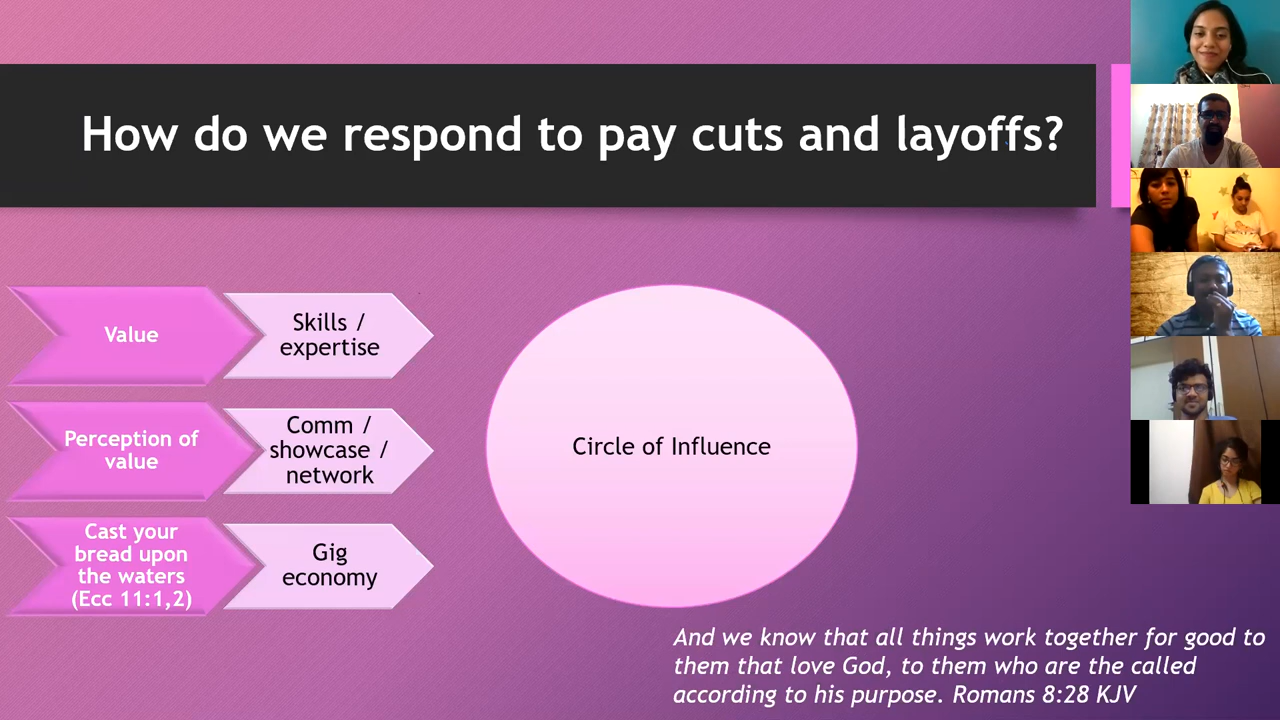 How do we respond to pay cuts and layoffs?
Value
Skills /
expertise
Perception of
value
Comm /
showcase /
network
Cast your
bread upon
the waters
(Ecc 11:1,2)
Gig
economy
Circle of Influence
And we know that all things work together for good to
them that love God, to them who are the called
according to his purpose. Romans 8:28 KJV